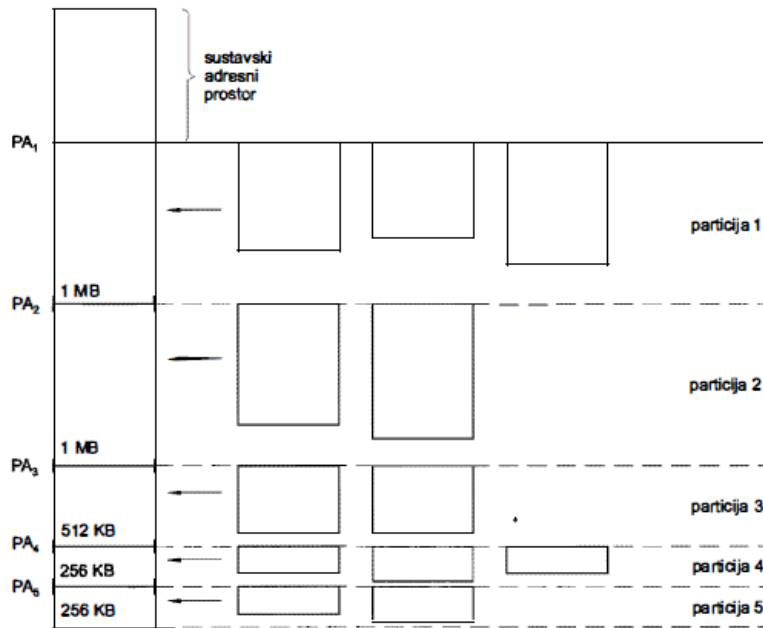 sustavski
adresni
prostor
PA₁
particija 1
1 MB
PA₂
particija 2
1 MB
PA₃
particija 3
512 KB
PA₄
256 KB
particija 4
PA₅
256 KB
particija 5